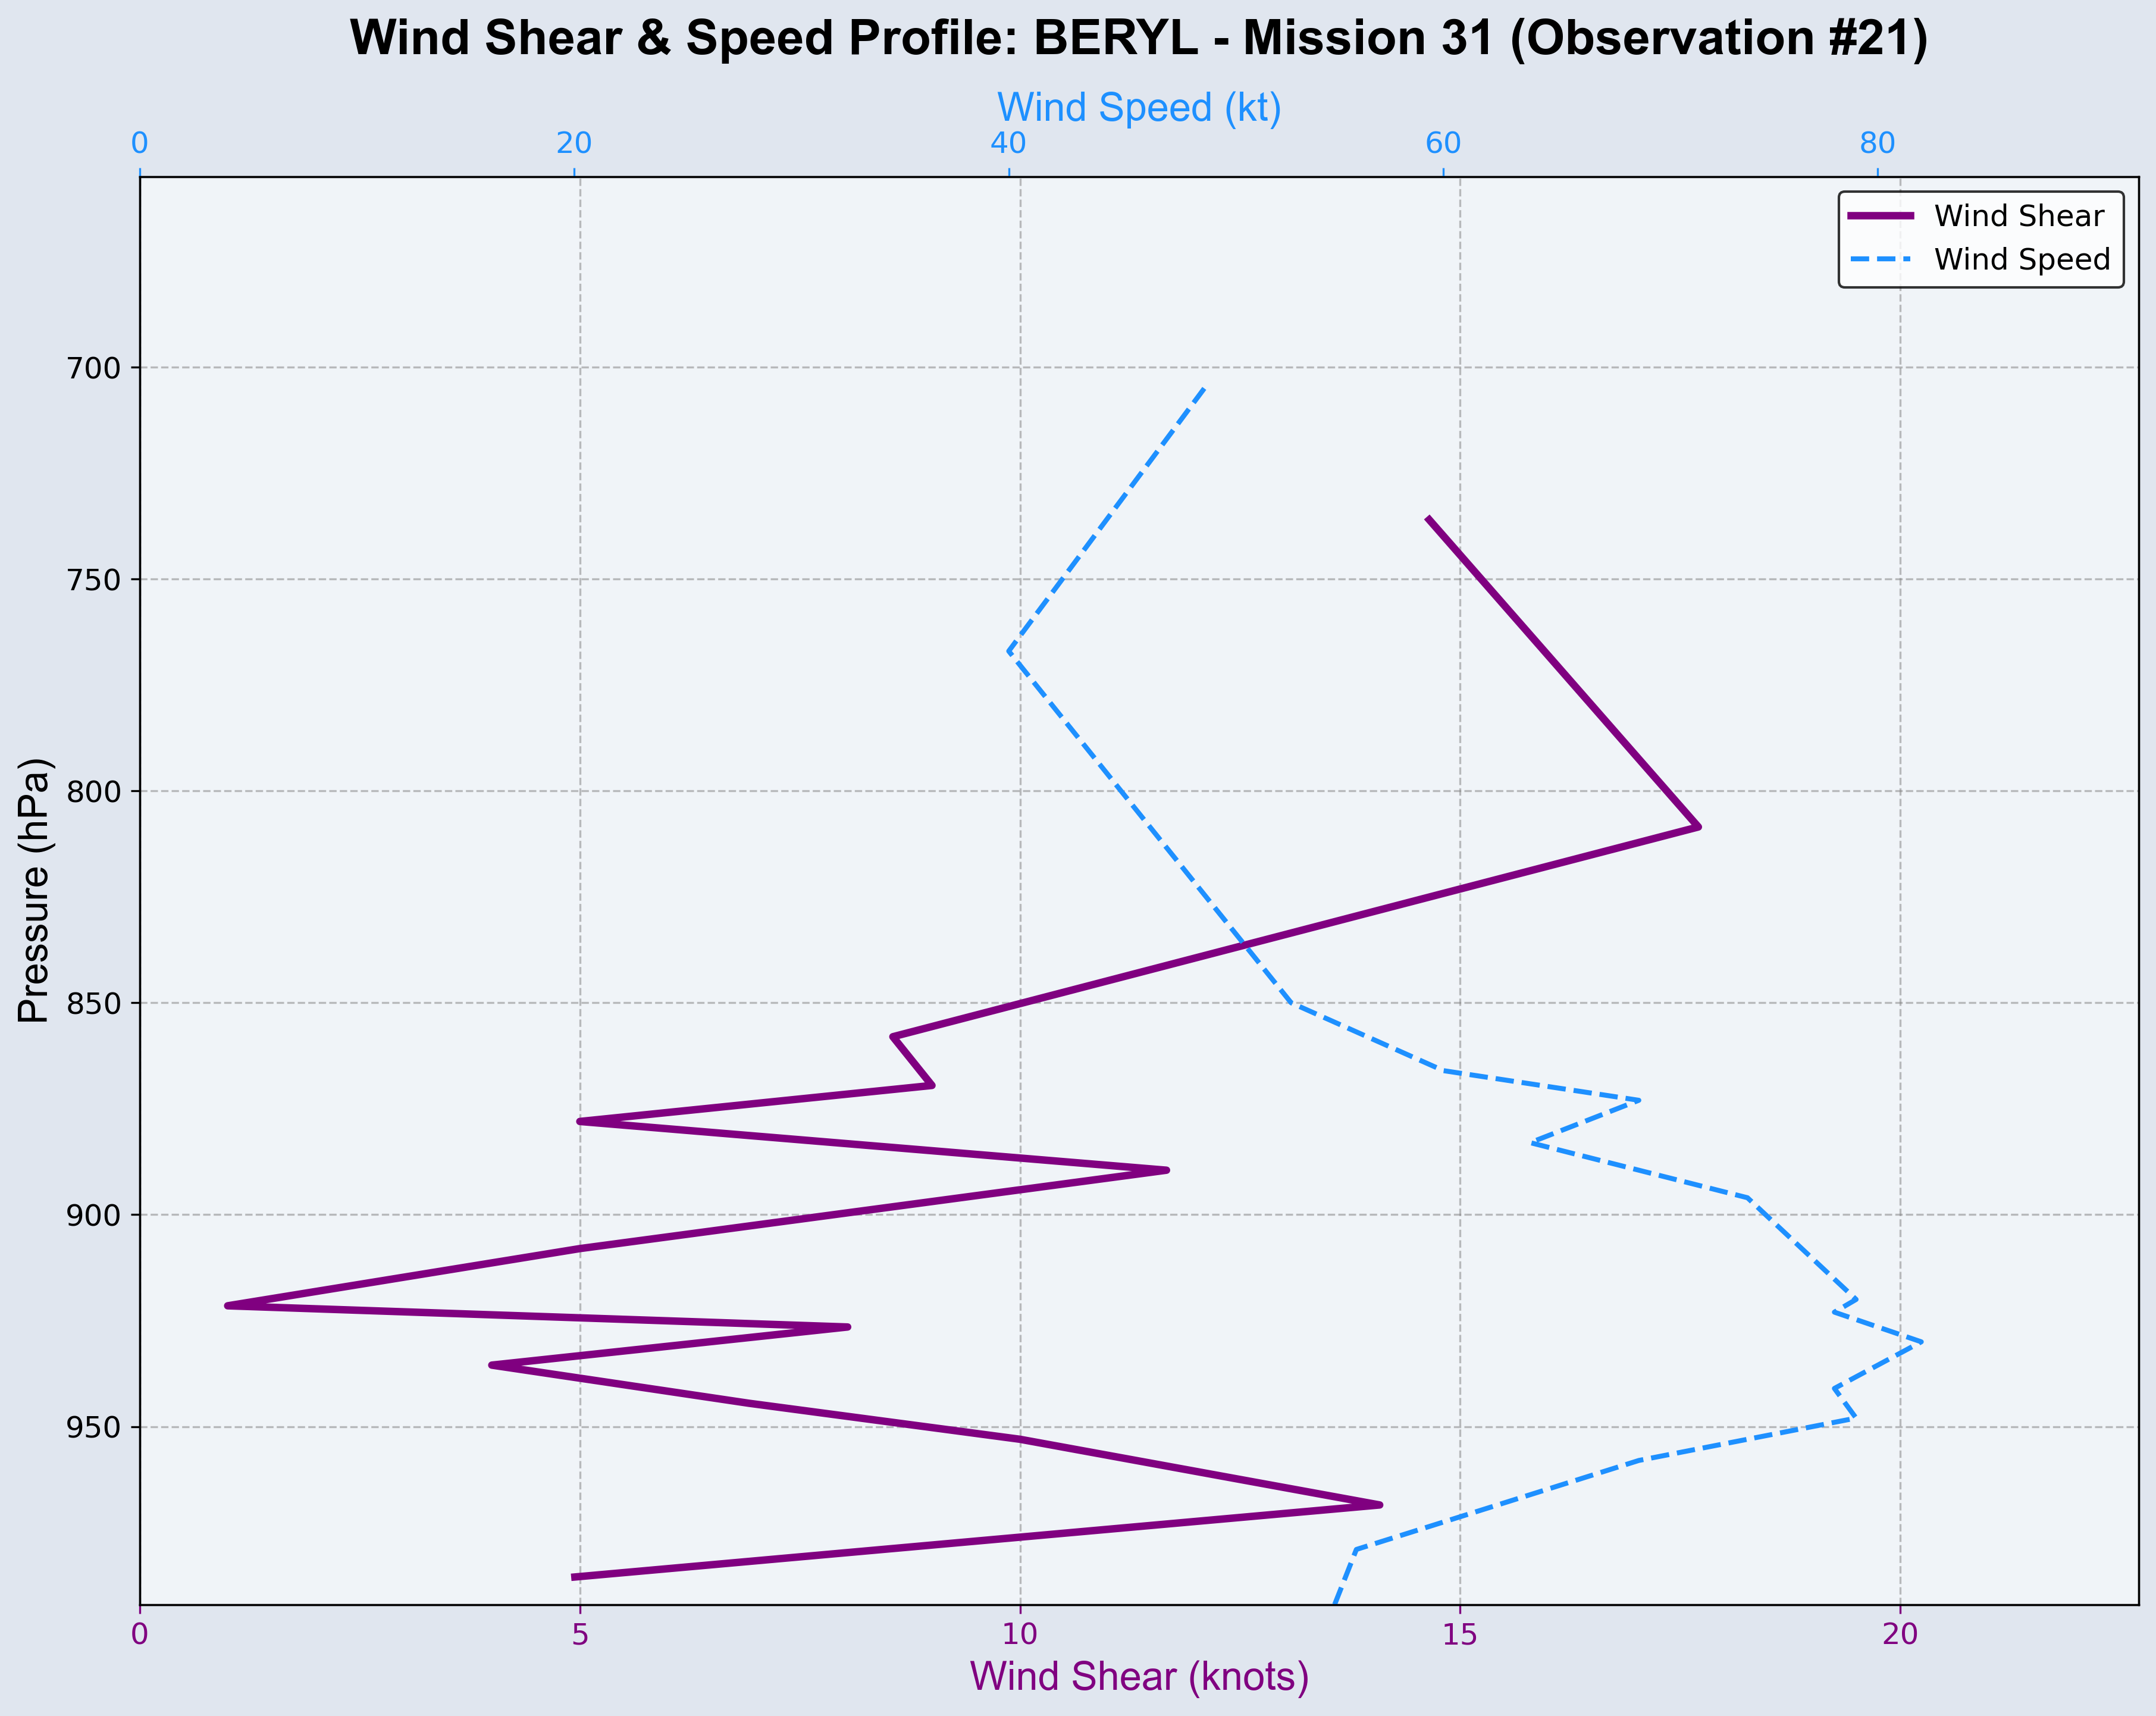 Wind Shear & Speed Profile: BERYL - Mission 31 (Observation #21)
Wind Speed (kt)
0 20 40 60 80
Wind Shear
Wind Speed
Pressure (hPa)
700
750
800
850
900
950
0 5 10 15 20
Wind Shear (knots)